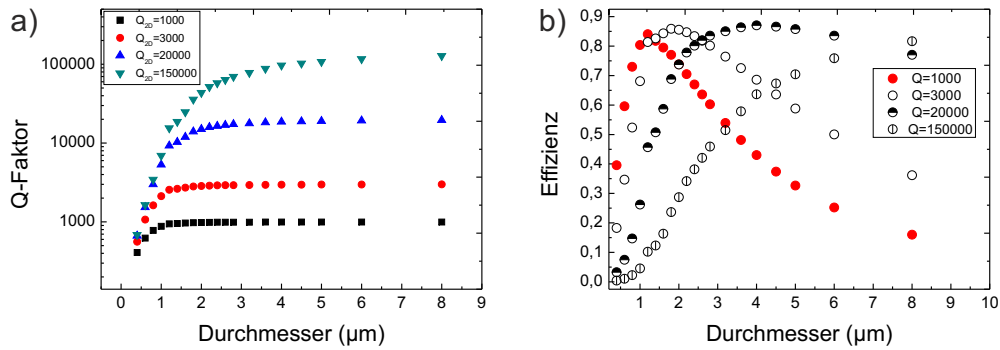 a)
Q-Faktor
100000
10000
1000
Q2D=1000
Q2D=3000
Q2D=20000
Q2D=150000
0 1 2 3 4 5 6 7 8 9
Durchmesser (µm)
b)
Effizienz
0,9
0,8
0,7
0,6
0,5
0,4
0,3
0,2
0,1
0,0
Q=1000
Q=3000
Q=20000
Q=150000
0 1 2 3 4 5 6 7 8 9 10
Durchmesser (µm)